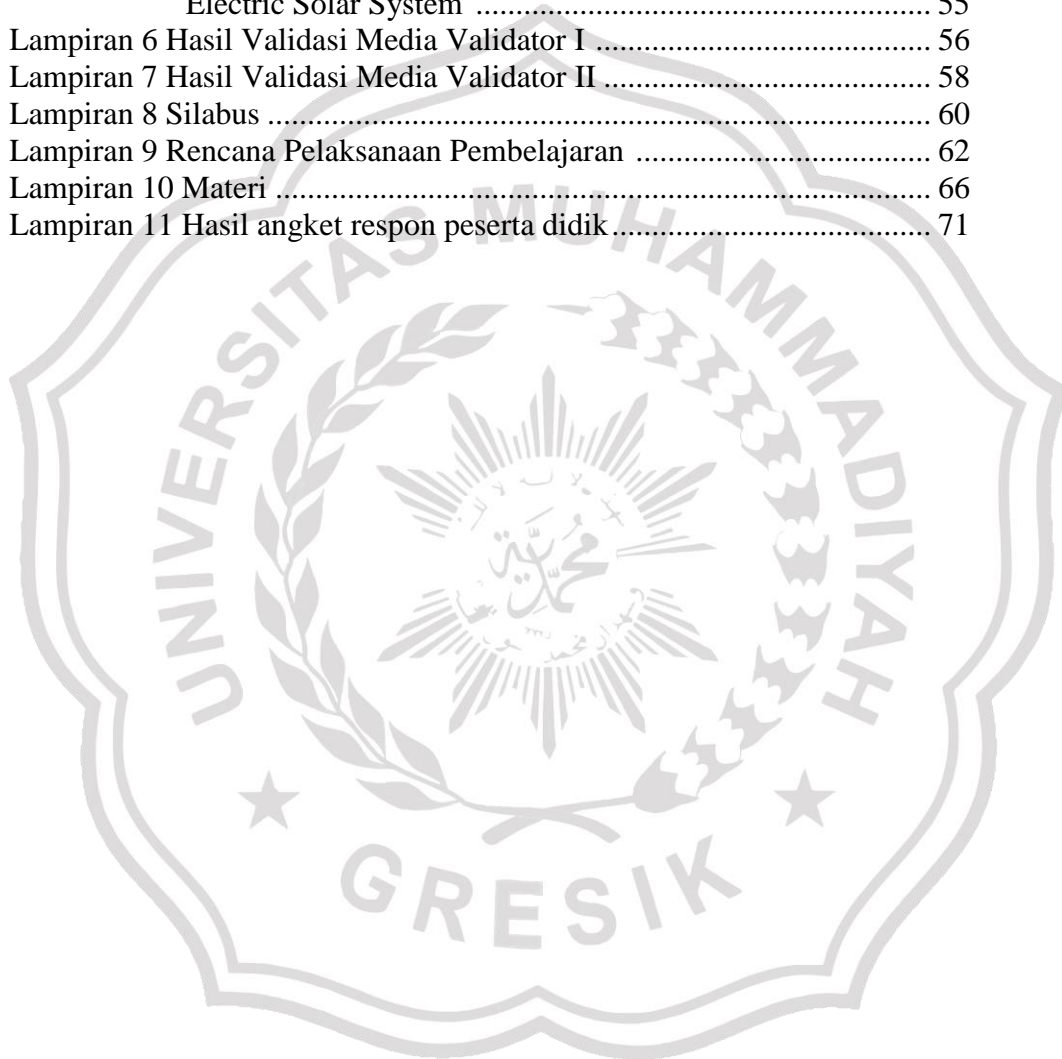 Electric Solar System ........................................................ 55
Lampiran 6 Hasil Validasi Media Validator I ......................................... 56
Lampiran 7 Hasil Validasi Media Validator II ........................................ 58
Lampiran 8 Silabus ................................................................................. 60
Lampiran 9 Rencana Pelaksanaan Pembelajaran .................................... 62
Lampiran 10 Materi ................................................................................ 66
Lampiran 11 Hasil angket respon peserta didik ....................................... 71
UNIVERSITAS MUHAMMADIYAH
GRESIK
محمد